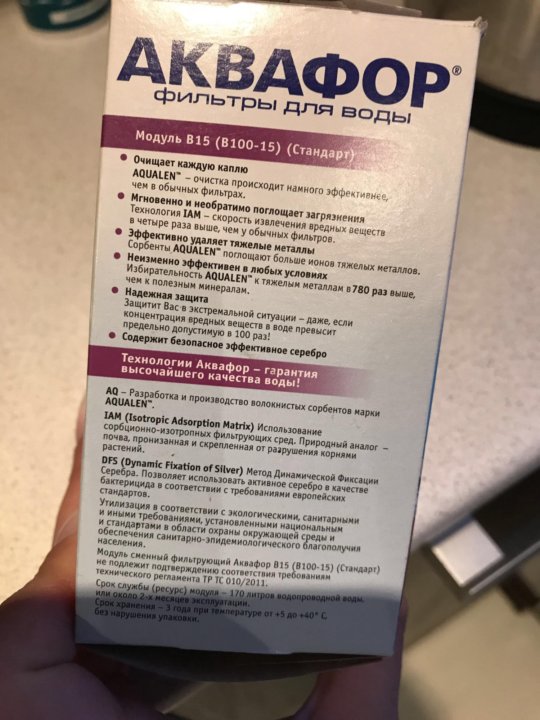 АКВАФОР®
фильтры для воды
Модуль В15 (В100-15) (Стандарт)
• Очищает каждую каплю
AQUALEN™ – очистка происходит намного эффективнее,
чем в обычных фильтрах.
• Мгновенно и необратимо поглощает загрязнения
Технология IAM – скорость извлечения вредных веществ
в четыре раза выше, чем у обычных фильтров.
• Эффективно удаляет тяжелые металлы
Сорбенты AQUALEN™ поглощают больше ионов тяжелых металлов.
• Неизменно эффективен в любых условиях
Избирательность AQUALEN™ к тяжелым металлам в 780 раз выше,
чем к полезным минералам.
• Надежная защита
Защитит Вас в экстремальной ситуации – даже, если
концентрация вредных веществ в воде превысит
предельно допустимую в 100 раз!
• Содержит безопасное эффективное серебро
Технологии Аквафор – гарантия
высочайшего качества воды!
AQ – Разработка и производство волокнистых сорбентов марки
AQUALEN™.
IAM (Isotropic Adsorption Matrix) Использование
сорбционно-изотропных фильтрующих сред. Природный аналог –
почва, пронизанная и скрепленная от разрушения корнями
растений.
DFS (Dynamic Fixation of Silver) Метод Динамической Фиксации
Серебра. Позволяет использовать активное серебро в качестве
бактерицида в соответствии с требованиями европейских
стандартов.
Утилизация в соответствии с экологическими, санитарными
и иными требованиями, установленными национальным
и стандартами в области охраны окружающей среды и
обеспечения санитарно-эпидемиологического благополучия
населения.
Модуль сменный фильтрующий Аквафор В15 (В100-15) (Стандарт)
не подлежит подтверждению соответствия требованиям
технического регламента ТР ТС 010/2011.
Срок службы (ресурс) модуля – 170 литров водопроводной воды,
или около 2-х месяцев эксплуатации.
Срок хранения – 3 года при температуре от +5 до +40° С,
без нарушения упаковки.